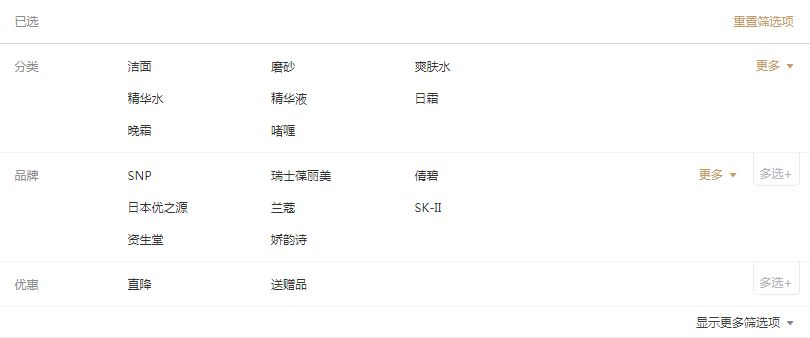 已选 重置筛选项
分类 洁面 磨砂 爽肤水 更多
精华水 精华液 日霜
晚霜 啫喱
品牌 SNP 瑞士葆丽美 倩碧 更多 多选+
日本优之源 兰蔻 SK-II
资生堂 娇韵诗
优惠 直降 送赠品 多选+
显示更多筛选项